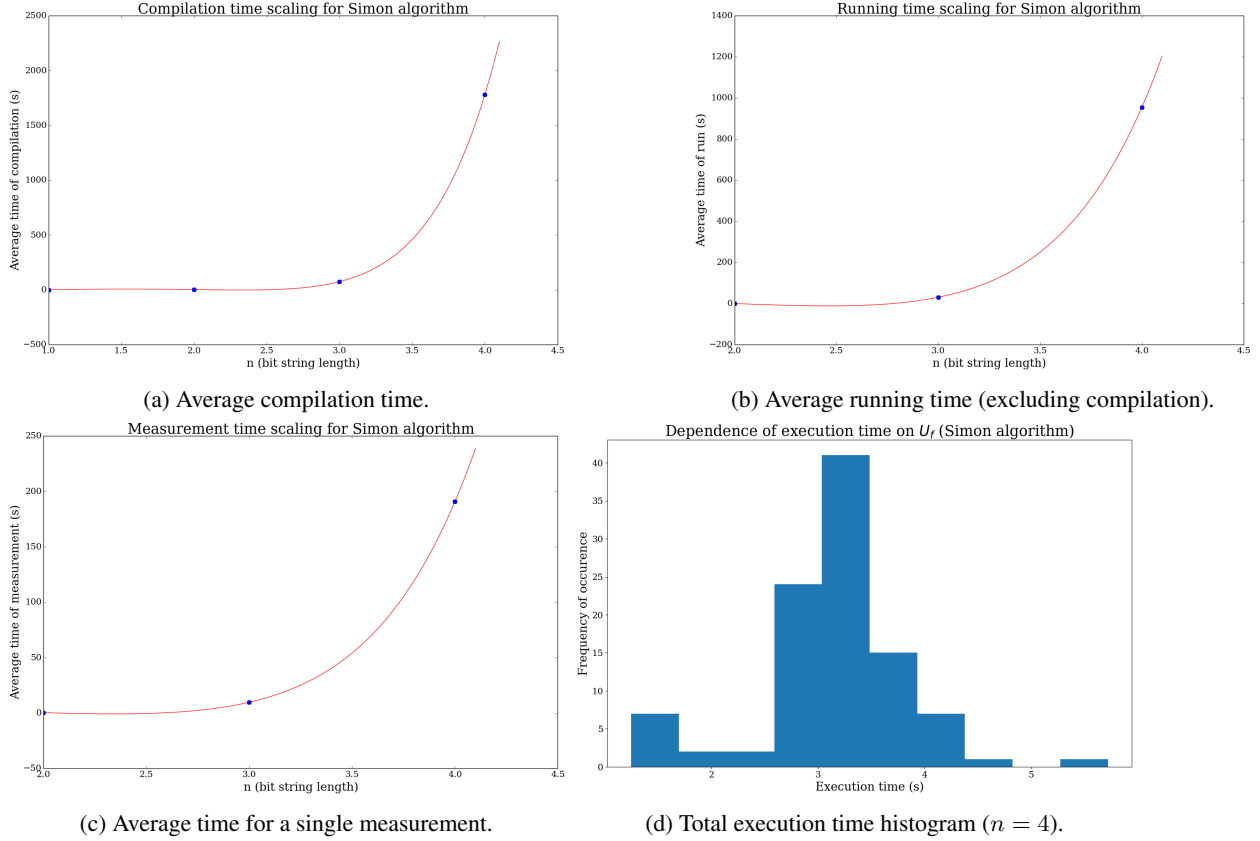 Compilation time scaling for Simon algorithm
2500
2000
1500
1000
500
0
−500
Average time of compilation (s)
1.0 1.5 2.0 2.5 3.0 3.5 4.0 4.5
n (bit string length)
(a) Average compilation time.
Running time scaling for Simon algorithm
1400
1200
1000
800
600
400
200
0
−200
Average time of run (s)
2.0 2.5 3.0 3.5 4.0 4.5
n (bit string length)
(b) Average running time (excluding compilation).
Measurement time scaling for Simon algorithm
250
200
150
100
50
0
−50
Average time of measurement (s)
2.0 2.5 3.0 3.5 4.0 4.5
n (bit string length)
(c) Average time for a single measurement.
Dependence of execution time on U_f (Simon algorithm)
40
35
30
25
20
15
10
5
0
Frequency of occurence
2 3 4 5
Execution time (s)
(d) Total execution time histogram (n = 4).